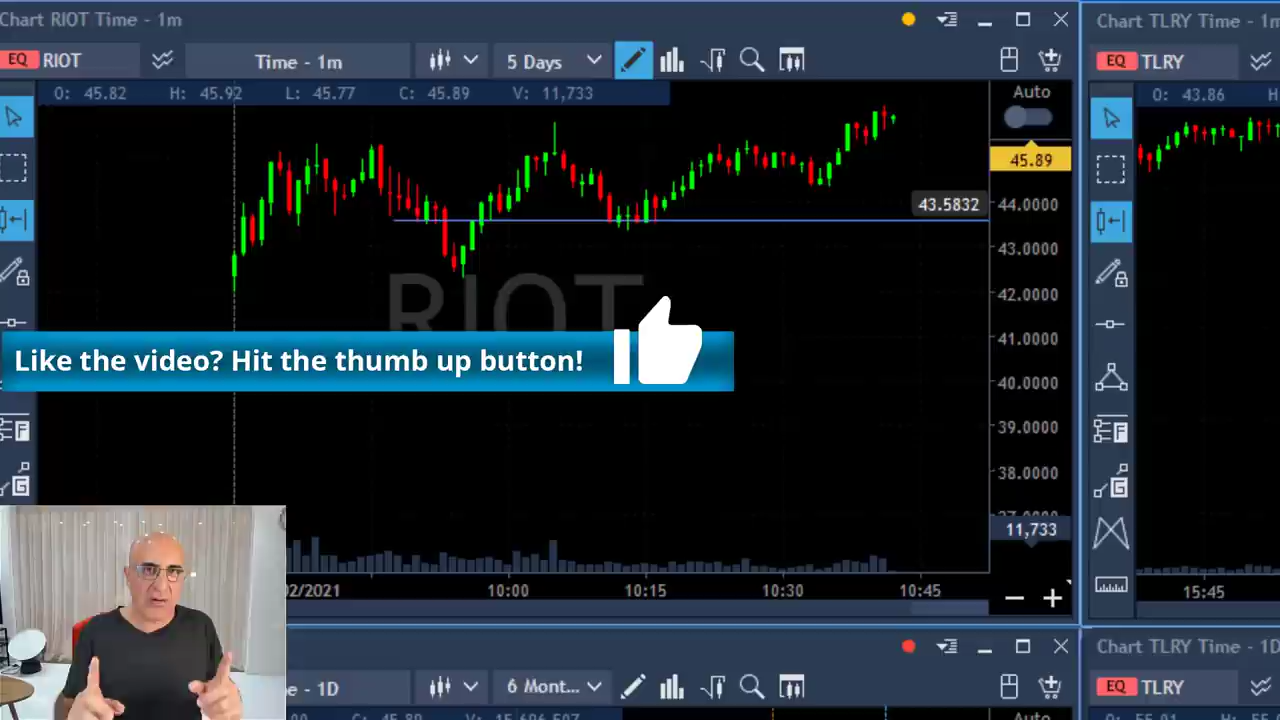 Chart RIOT Time - 1m
Chart TLRY Time - 1m
EQ RIOT
Time - 1m
5 Days
EQ TLRY
O: 45.82 H: 45.92 L: 45.77 C: 45.89 V: 11,733
Auto
O: 43.86 H
45.89
43.5832
44.0000
43.0000
42.0000
RIOT
41.0000
Like the video? Hit the thumb up button!
40.0000
39.0000
F
F
38.0000
G
G
11,733
02/2021
10:00
10:15
10:30
10:45
15:45
Chart TLRY Time - 1D
e - 1D
6 Mont...
EQ TLRY
Auto